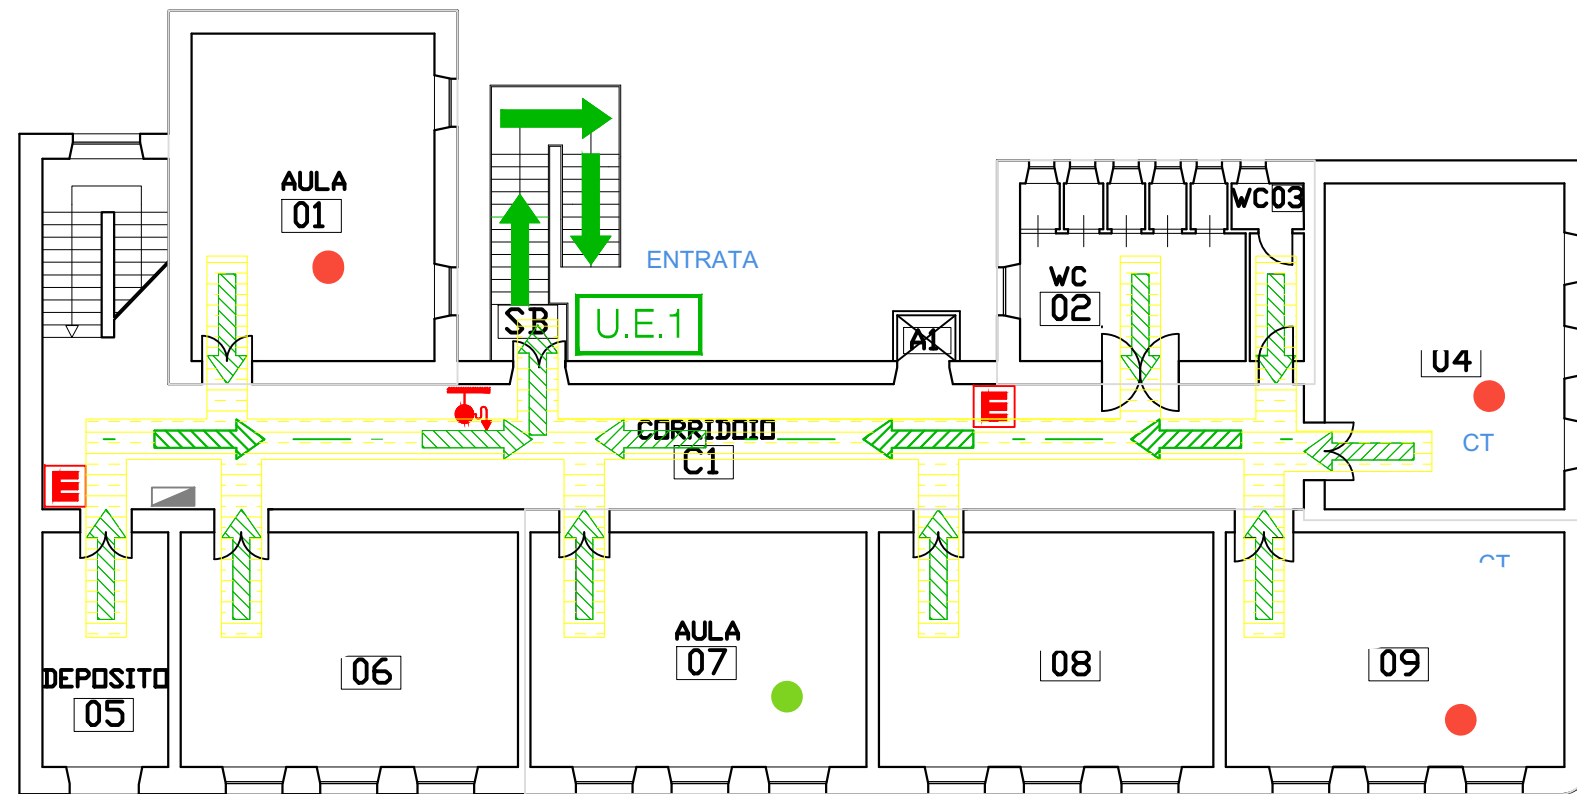 AULA
01
ENTRATA
SB
U.E.1
A1
WC03
WC
02
04
E
E
CORRIDOIO
C1
CT
CT
DEPOSITO
05
06
AULA
07
08
09